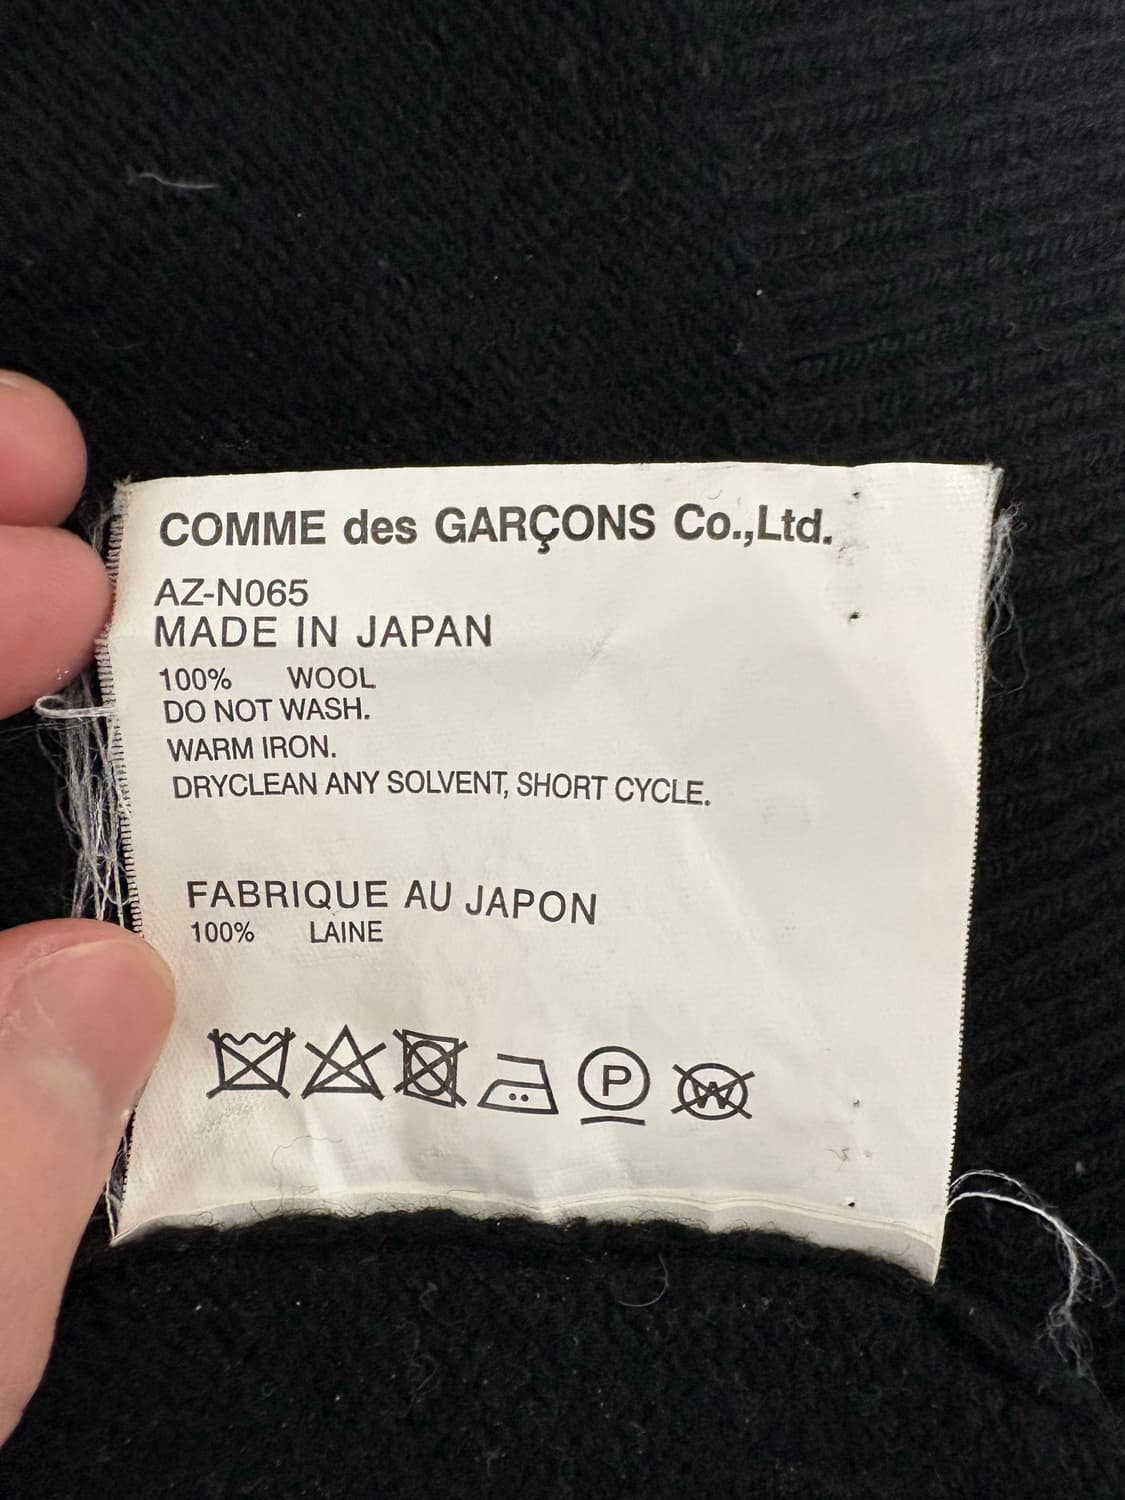 COMME des GARÇONS Co.,Ltd.
AZ-N065
MADE IN JAPAN
100% WOOL
DO NOT WASH.
WARM IRON.
DRYCLEAN ANY SOLVENT, SHORT CYCLE.
FABRIQUE AU JAPON
100% LAINE
P W